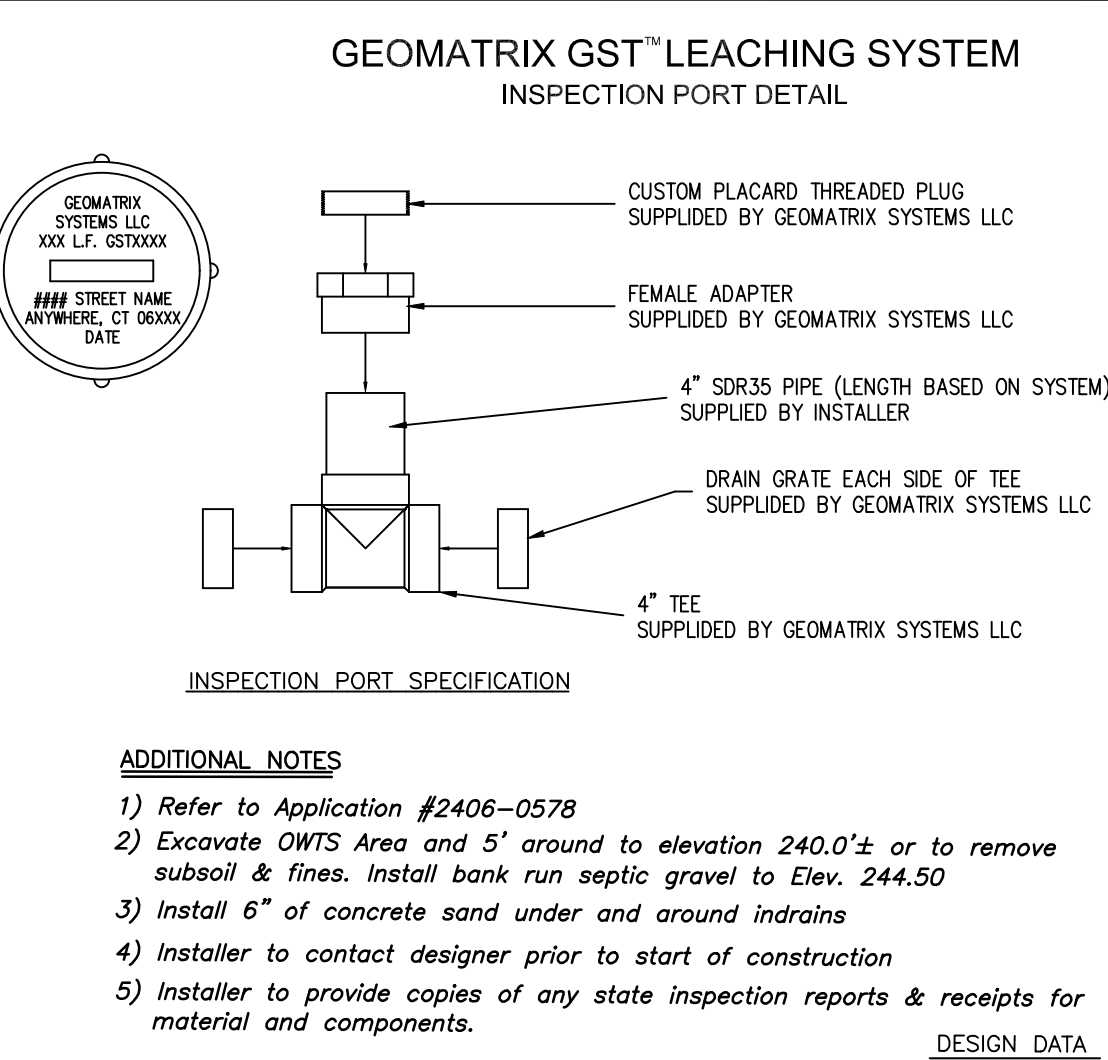 GEOMATRIX GST™ LEACHING SYSTEM
INSPECTION PORT DETAIL
GEOMATRIX
SYSTEMS LLC
XXX L.F. GSTXXXX
#### STREET NAME
ANYWHERE, CT 06XXX
DATE
CUSTOM PLACARD THREADED PLUG
SUPPLIDED BY GEOMATRIX SYSTEMS LLC
FEMALE ADAPTER
SUPPLIDED BY GEOMATRIX SYSTEMS LLC
4" SDR35 PIPE (LENGTH BASED ON SYSTEM)
SUPPLIED BY INSTALLER
DRAIN GRATE EACH SIDE OF TEE
SUPPLIDED BY GEOMATRIX SYSTEMS LLC
4" TEE
SUPPLIDED BY GEOMATRIX SYSTEMS LLC
INSPECTION PORT SPECIFICATION
ADDITIONAL NOTES
1) Refer to Application #2406-0578
2) Excavate OWTS Area and 5' around to elevation 240.0'± or to remove
subsoil & fines. Install bank run septic gravel to Elev. 244.50
3) Install 6" of concrete sand under and around indrains
4) Installer to contact designer prior to start of construction
5) Installer to provide copies of any state inspection reports & receipts for
material and components.
DESIGN DATA